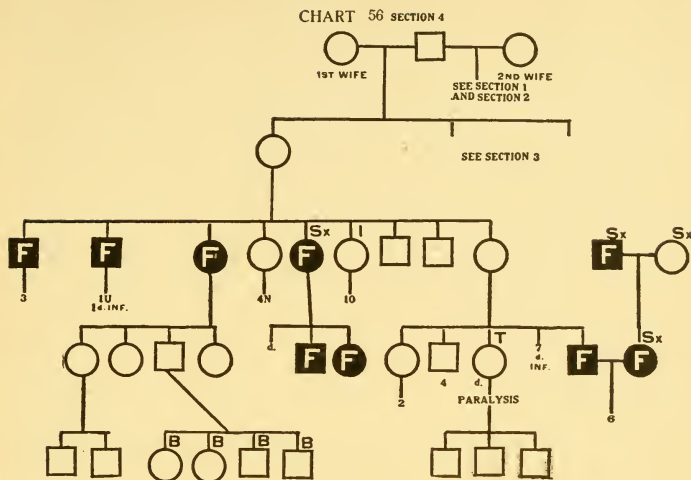 CHART 56 SECTION 4
1ST WIFE
2ND WIFE
SEE SECTION 1
AND SECTION 2
SEE SECTION 3
Sx I Sx Sx
F F F F F
3 1U 4N 10
1d. INF.
Sx
T
d. F F d. 7 d. INF. F F
2 4 6
PARALYSIS
B B B B